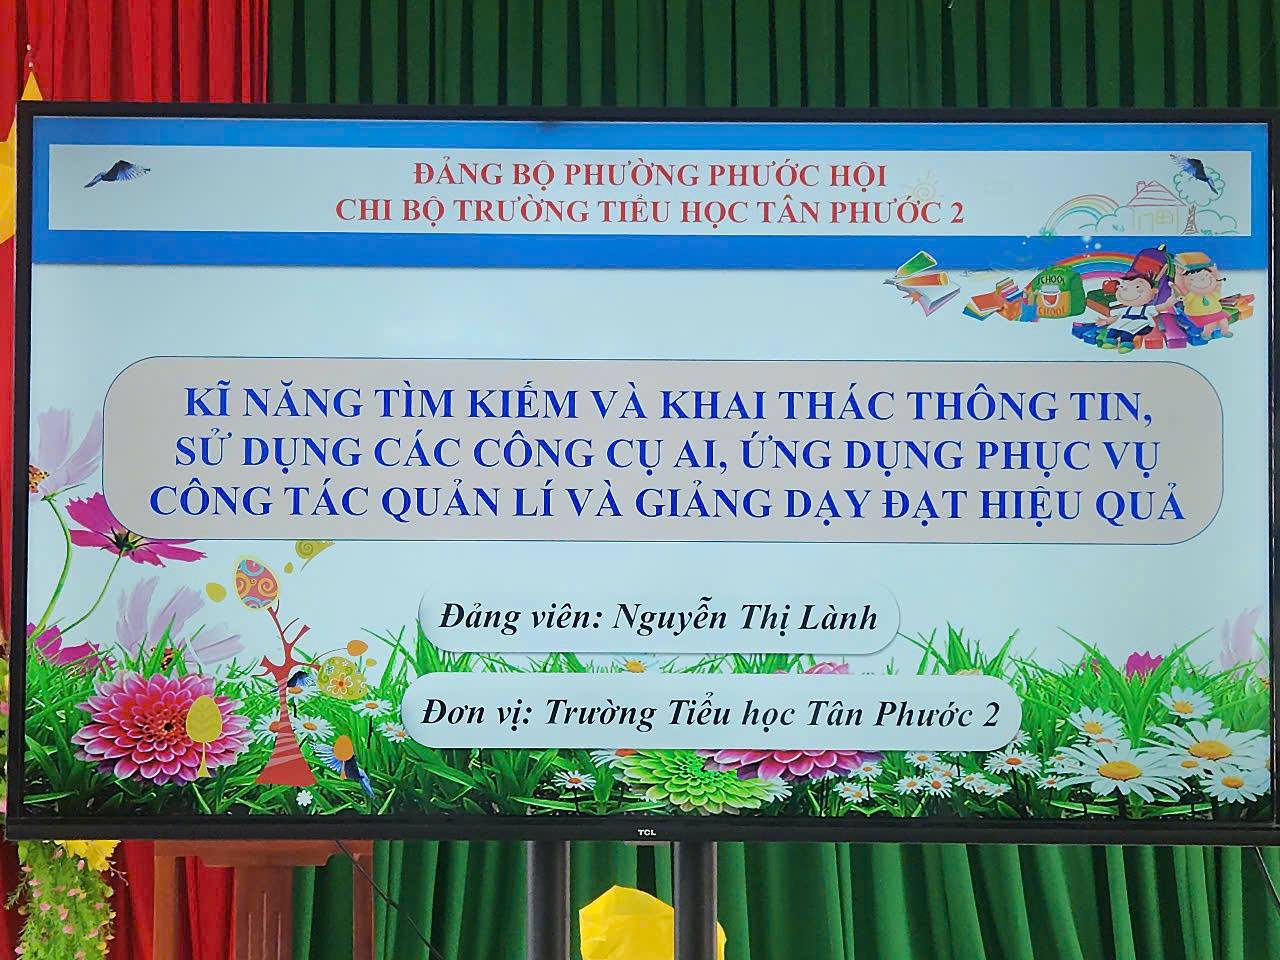 ĐẢNG BỘ PHƯỜNG PHƯỚC HỘI
CHI BỘ TRƯỜNG TIỂU HỌC TÂN PHƯỚC 2
SCHOOL
CHOOL
KĨ NĂNG TÌM KIẾM VÀ KHAI THÁC THÔNG TIN,
SỬ DỤNG CÁC CÔNG CỤ AI, ỨNG DỤNG PHỤC VỤ
CÔNG TÁC QUẢN LÍ VÀ GIẢNG DẠY ĐẠT HIỆU QUẢ
Đảng viên: Nguyễn Thị Lành
Đơn vị: Trường Tiểu học Tân Phước 2
TCL